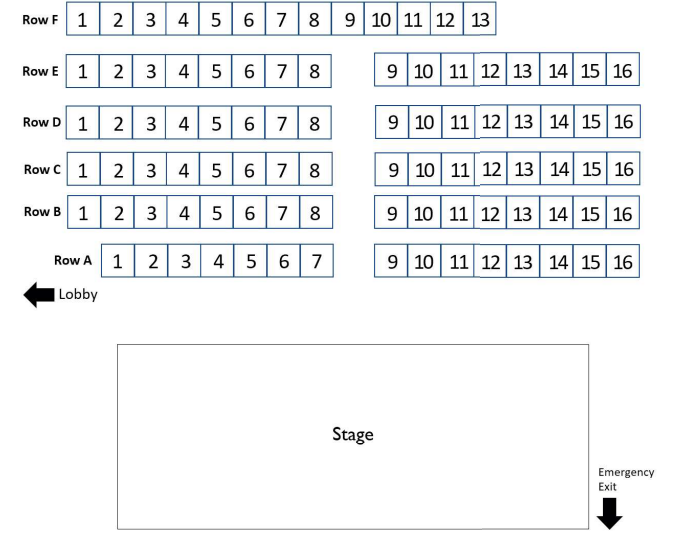 Row F 1 2 3 4 5 6 7 8 9 10 11 12 13
Row E 1 2 3 4 5 6 7 8 9 10 11 12 13 14 15 16
Row D 1 2 3 4 5 6 7 8 9 10 11 12 13 14 15 16
Row C 1 2 3 4 5 6 7 8 9 10 11 12 13 14 15 16
Row B 1 2 3 4 5 6 7 8 9 10 11 12 13 14 15 16
Row A 1 2 3 4 5 6 7 9 10 11 12 13 14 15 16
Lobby
Stage
Emergency
Exit